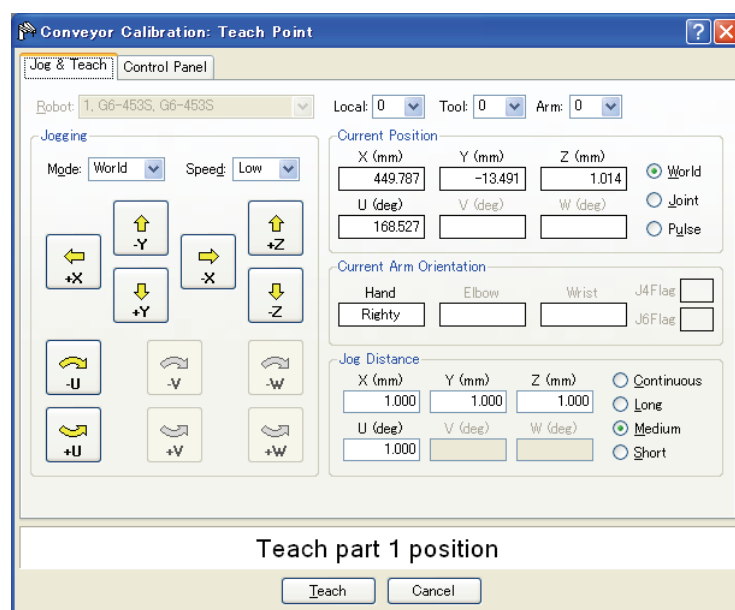 Conveyor Calibration: Teach Point
Jog & Teach Control Panel
Robot: 1, G6-453S, G6-453S Local: 0 Tool: 0 Arm: 0
Jogging
Mode: World Speed: Low
+X
-Y
+Y
-X
+Z
-Z
-U -V -W
+U +V +W
Current Position
X (mm) Y (mm) Z (mm)
449.787 -13.491 1.014
U (deg) V (deg) W (deg)
168.527
World
Joint
Pulse
Current Arm Orientation
Hand Elbow Wrist
Righty
J4Flag
J6Flag
Jog Distance
X (mm) Y (mm) Z (mm)
1.000 1.000 1.000
U (deg) V (deg) W (deg)
1.000
Continuous
Long
Medium
Short
Teach part 1 position
Teach Cancel